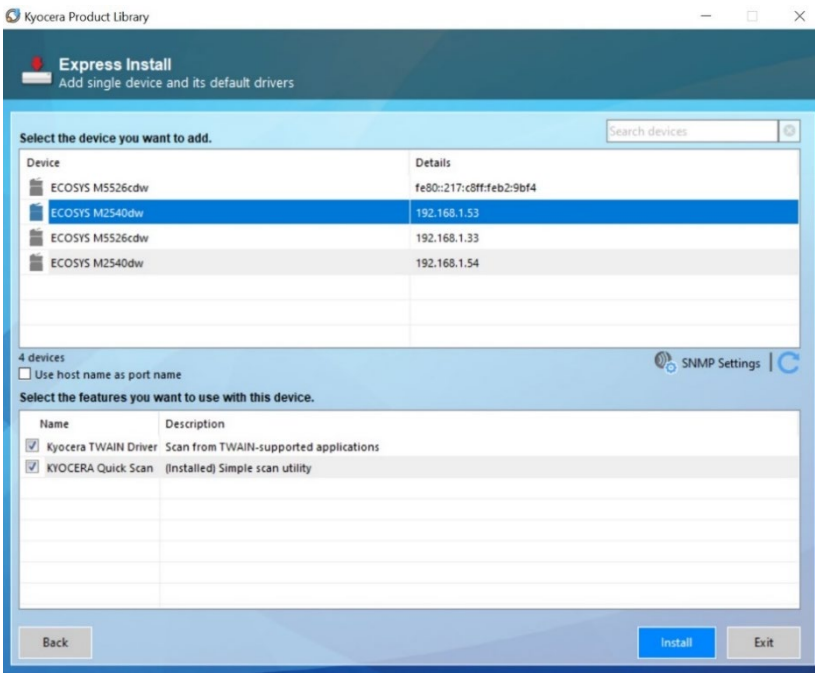 Kyocera Product Library
Express Install
Add single device and its default drivers
Select the device you want to add.
Search devices
Device Details
ECOSYS M5526cdw fe80::217:c8ff:feb2:9bf4
ECOSYS M2540dw 192.168.1.53
ECOSYS M5526cdw 192.168.1.33
ECOSYS M2540dw 192.168.1.54
4 devices
SNMP Settings
Use host name as port name
Select the features you want to use with this device.
Name Description
Kyocera TWAIN Driver Scan from TWAIN-supported applications
KYOCERA Quick Scan (Installed) Simple scan utility
Back Install Exit